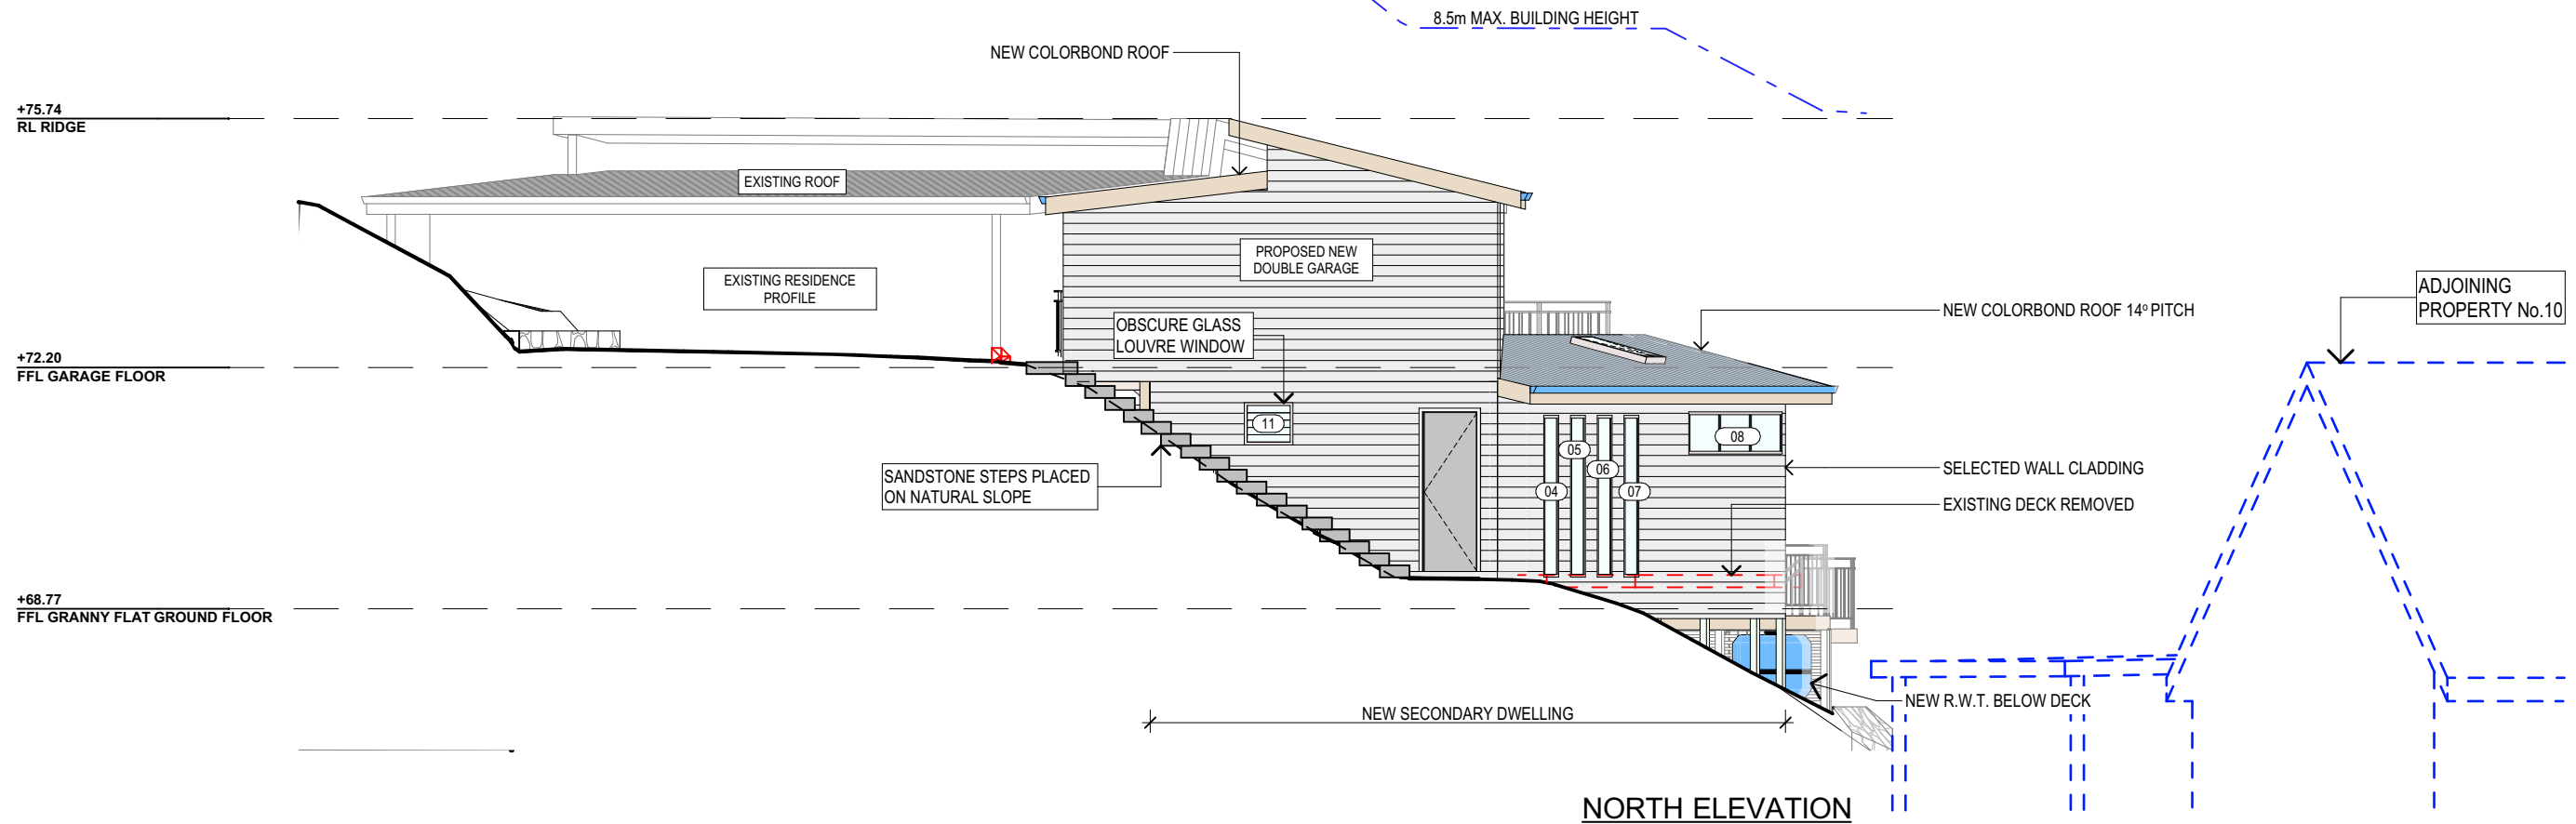 8.5m MAX. BUILDING HEIGHT
NEW COLORBOND ROOF
+75.74
RL RIDGE
EXISTING ROOF
PROPOSED NEW
DOUBLE GARAGE
EXISTING RESIDENCE
PROFILE
ADJOINING
PROPERTY No.10
NEW COLORBOND ROOF 14º PITCH
OBSCURE GLASS
LOUVRE WINDOW
+72.20
FFL GARAGE FLOOR
11
08
05
06
04
07
SANDSTONE STEPS PLACED
ON NATURAL SLOPE
SELECTED WALL CLADDING
EXISTING DECK REMOVED
+68.77
FFL GRANNY FLAT GROUND FLOOR
NEW R.W.T. BELOW DECK
NEW SECONDARY DWELLING
NORTH ELEVATION